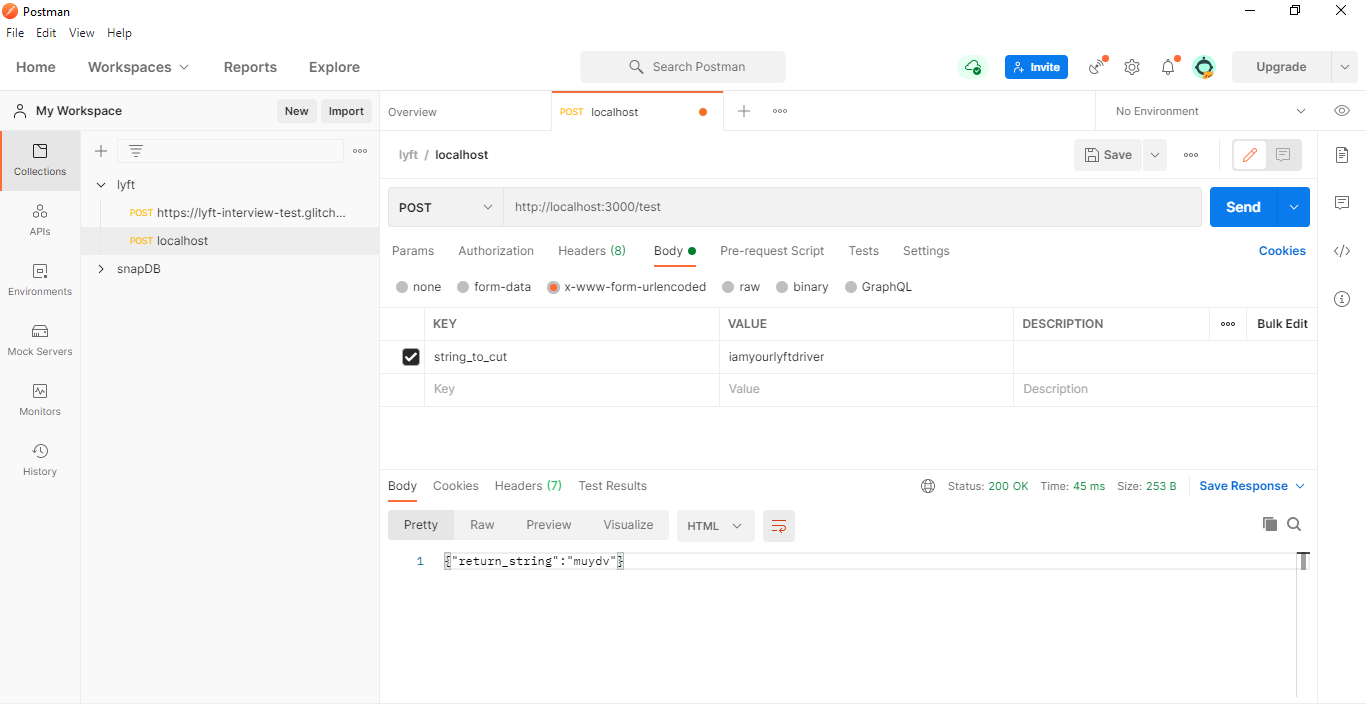 Postman
File Edit View Help
Home Workspaces Reports Explore Search Postman Invite Upgrade
My Workspace New Import Overview POST localhost No Environment
Collections
APIs
Environments
Mock Servers
Monitors
History
lyft
POST https://lyft-interview-test.glitch...
POST localhost
snapDB
lyft / localhost Save
POST http://localhost:3000/test Send
Params Authorization Headers (8) Body Pre-request Script Tests Settings Cookies
none form-data x-www-form-urlencoded raw binary GraphQL
KEY VALUE DESCRIPTION Bulk Edit
string_to_cut iamyourlyftdriver
Key Value Description
Body Cookies Headers (7) Test Results Status: 200 OK Time: 45 ms Size: 253 B Save Response
Pretty Raw Preview Visualize HTML
1 {"return_string":"muydv"}